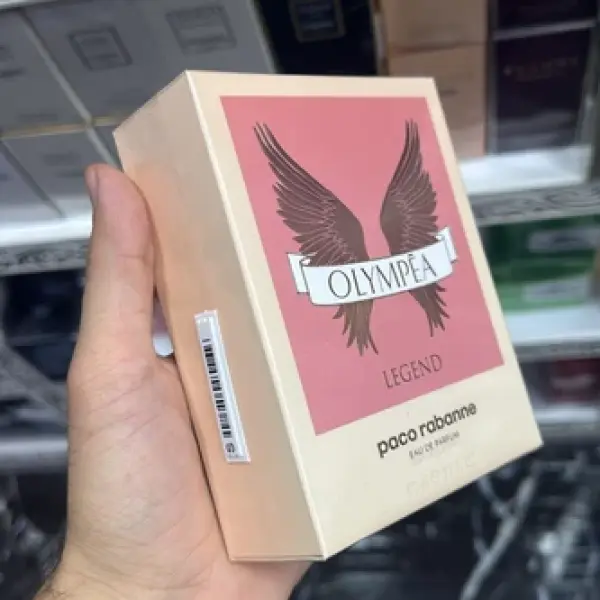 OLYMPÉA
LEGEND
paco rabanne
EAU DE PARFUM